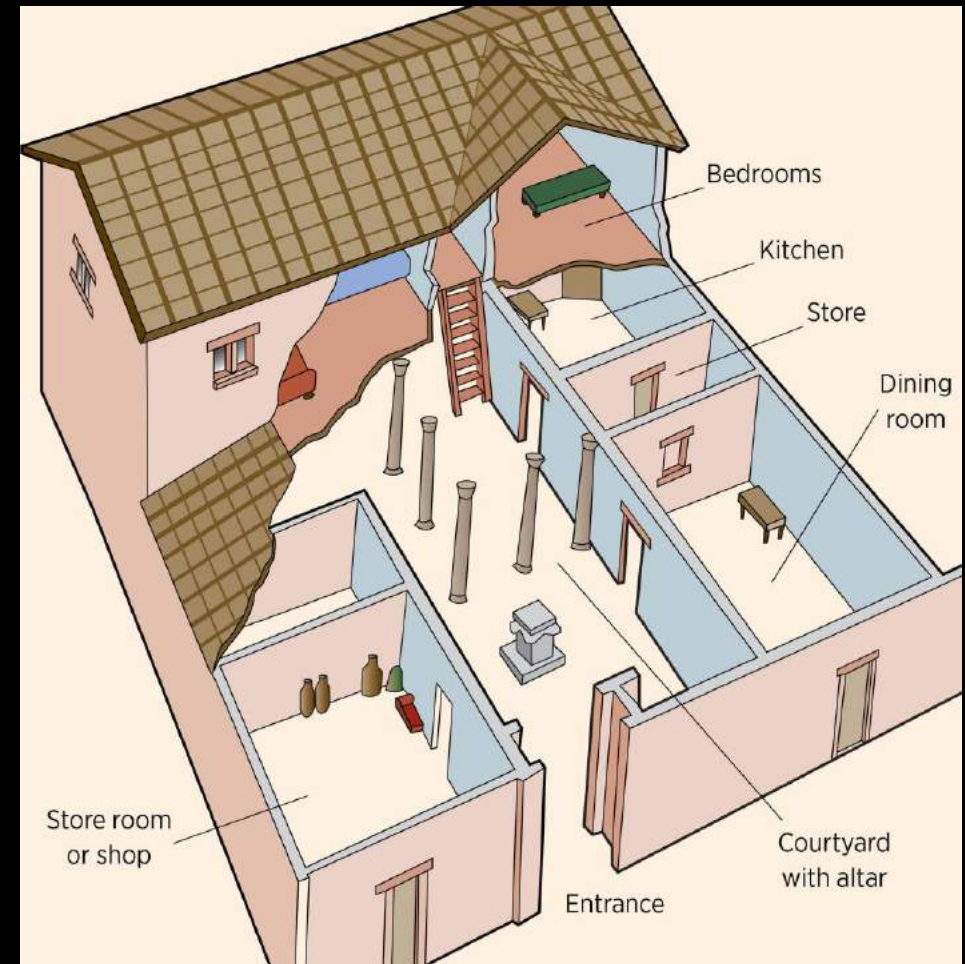 Bedrooms
Kitchen
Store
Dining
room
Store room
or shop
Courtyard
with altar
Entrance